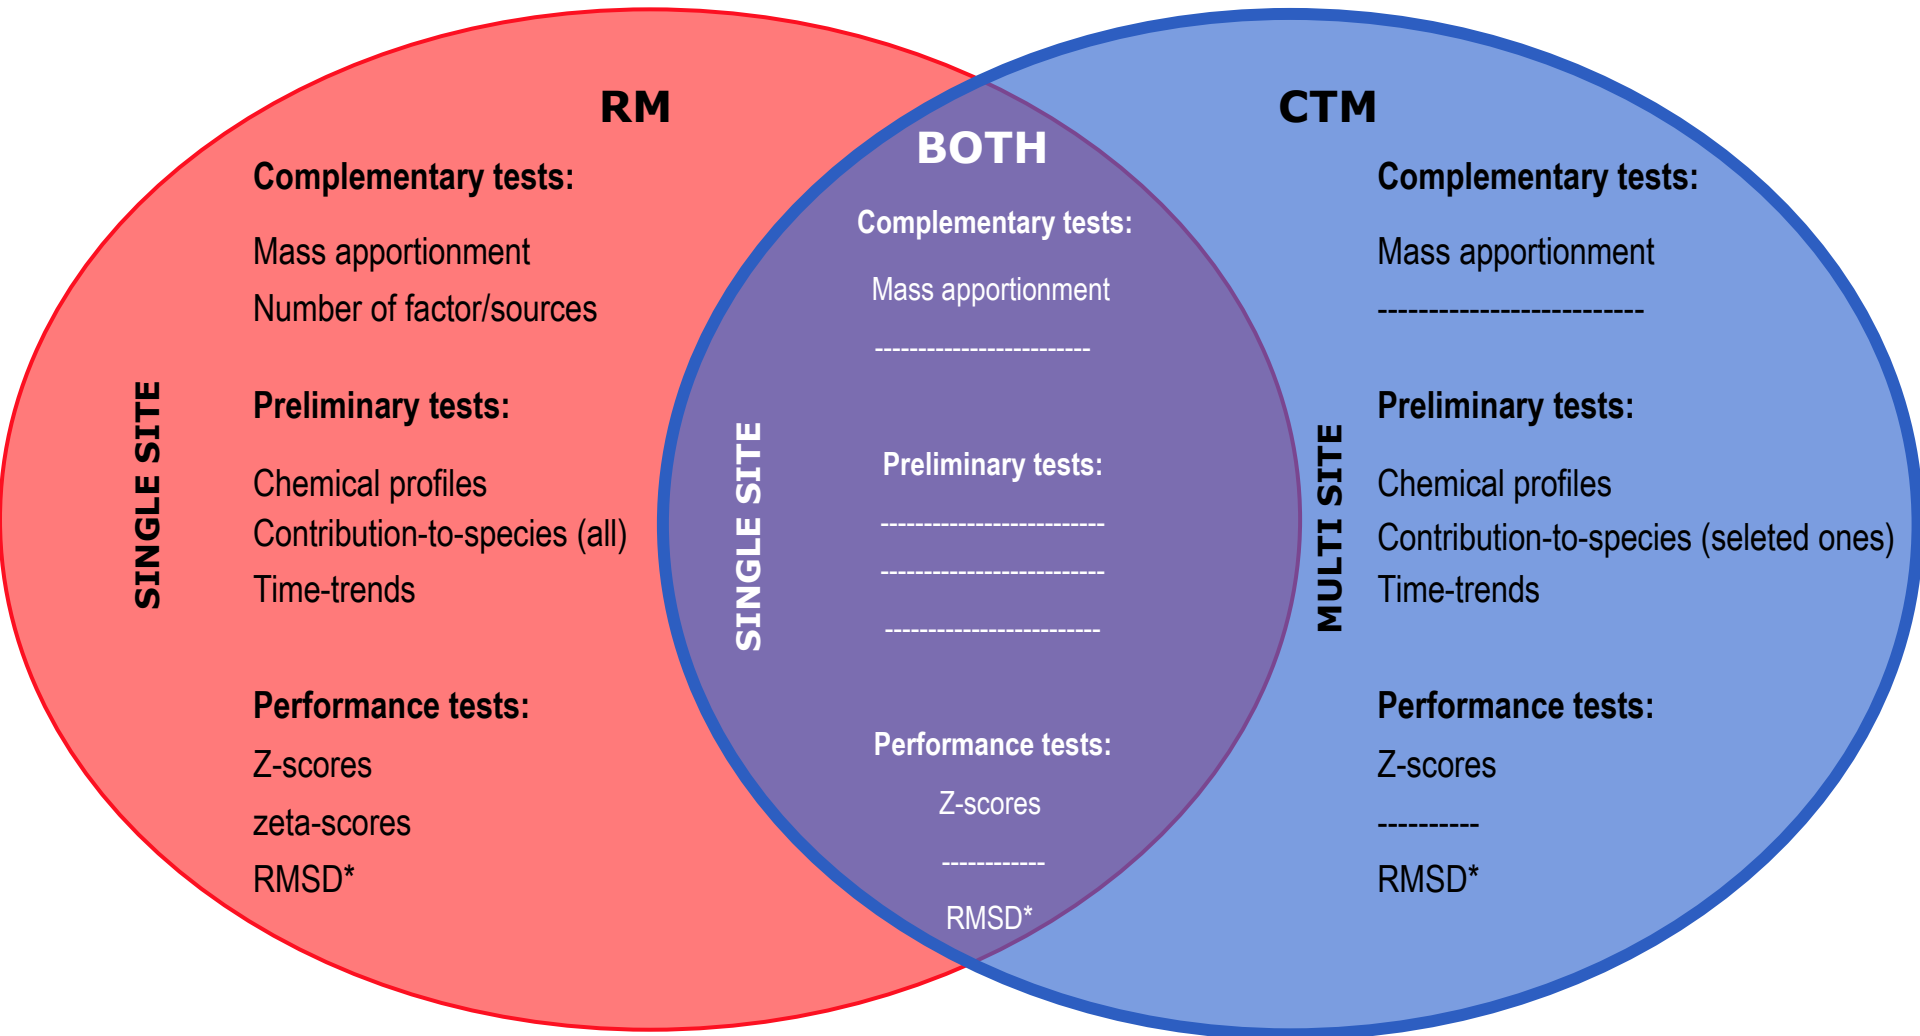 RM
SINGLE SITE
Complementary tests:
Mass apportionment
Number of factor/sources
Preliminary tests:
Chemical profiles
Contribution-to-species (all)
Time-trends
Performance tests:
Z-scores
zeta-scores
RMSD*
BOTH
SINGLE SITE
Complementary tests:
Mass apportionment
-------------------------
Preliminary tests:
--------------------------
--------------------------
-------------------------
Performance tests:
Z-scores
------------
RMSD*
CTM
MULTI SITE
Complementary tests:
Mass apportionment
--------------------------
Preliminary tests:
Chemical profiles
Contribution-to-species (seleted ones)
Time-trends
Performance tests:
Z-scores
----------
RMSD*